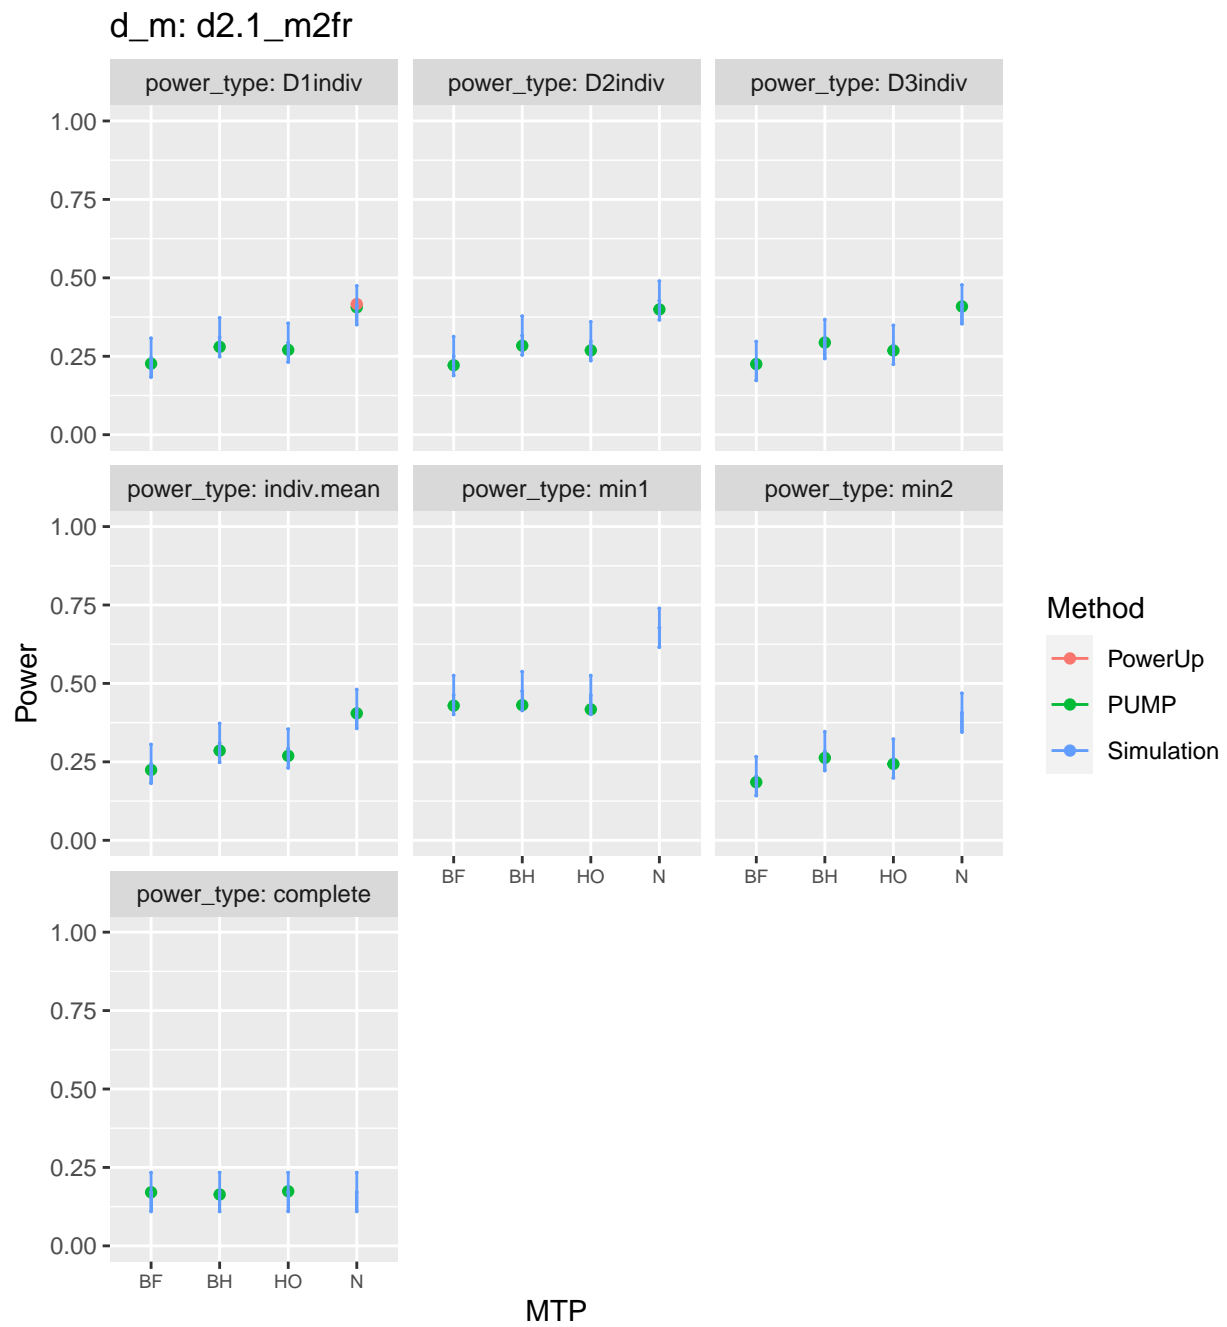 d_m: d2.1_m2fr
power_type: D1indiv
power_type: D2indiv
power_type: D3indiv
1.00
0.75
0.50
0.25
0.00
power_type: indiv.mean
power_type: min1
power_type: min2
1.00
0.75
0.50
0.25
0.00
BF BH HO N
BF BH HO N
power_type: complete
1.00
0.75
0.50
0.25
0.00
BF BH HO N
Power
MTP
Method
PowerUp
PUMP
Simulation